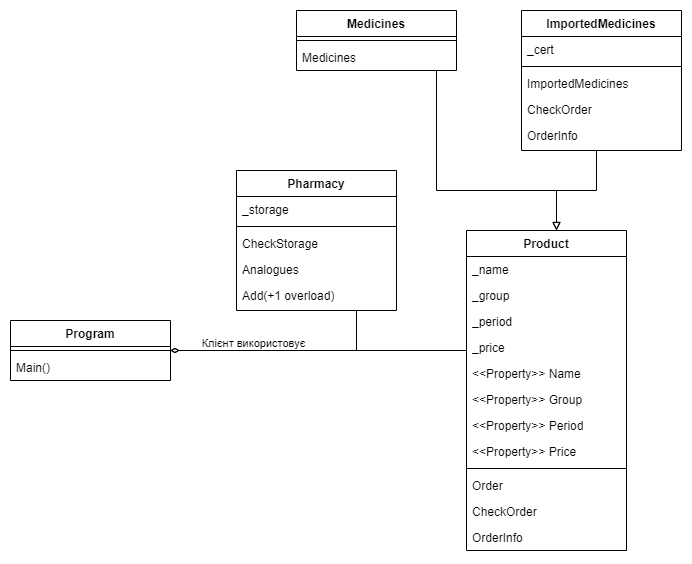 Medicines
Medicines
ImportedMedicines
_cert
ImportedMedicines
CheckOrder
OrderInfo
Pharmacy
_storage
CheckStorage
Analogues
Add(+1 overload)
Program
Main()
Клієнт використовує
Product
_name
_group
_period
_price
<<Property>> Name
<<Property>> Group
<<Property>> Period
<<Property>> Price
Order
CheckOrder
OrderInfo